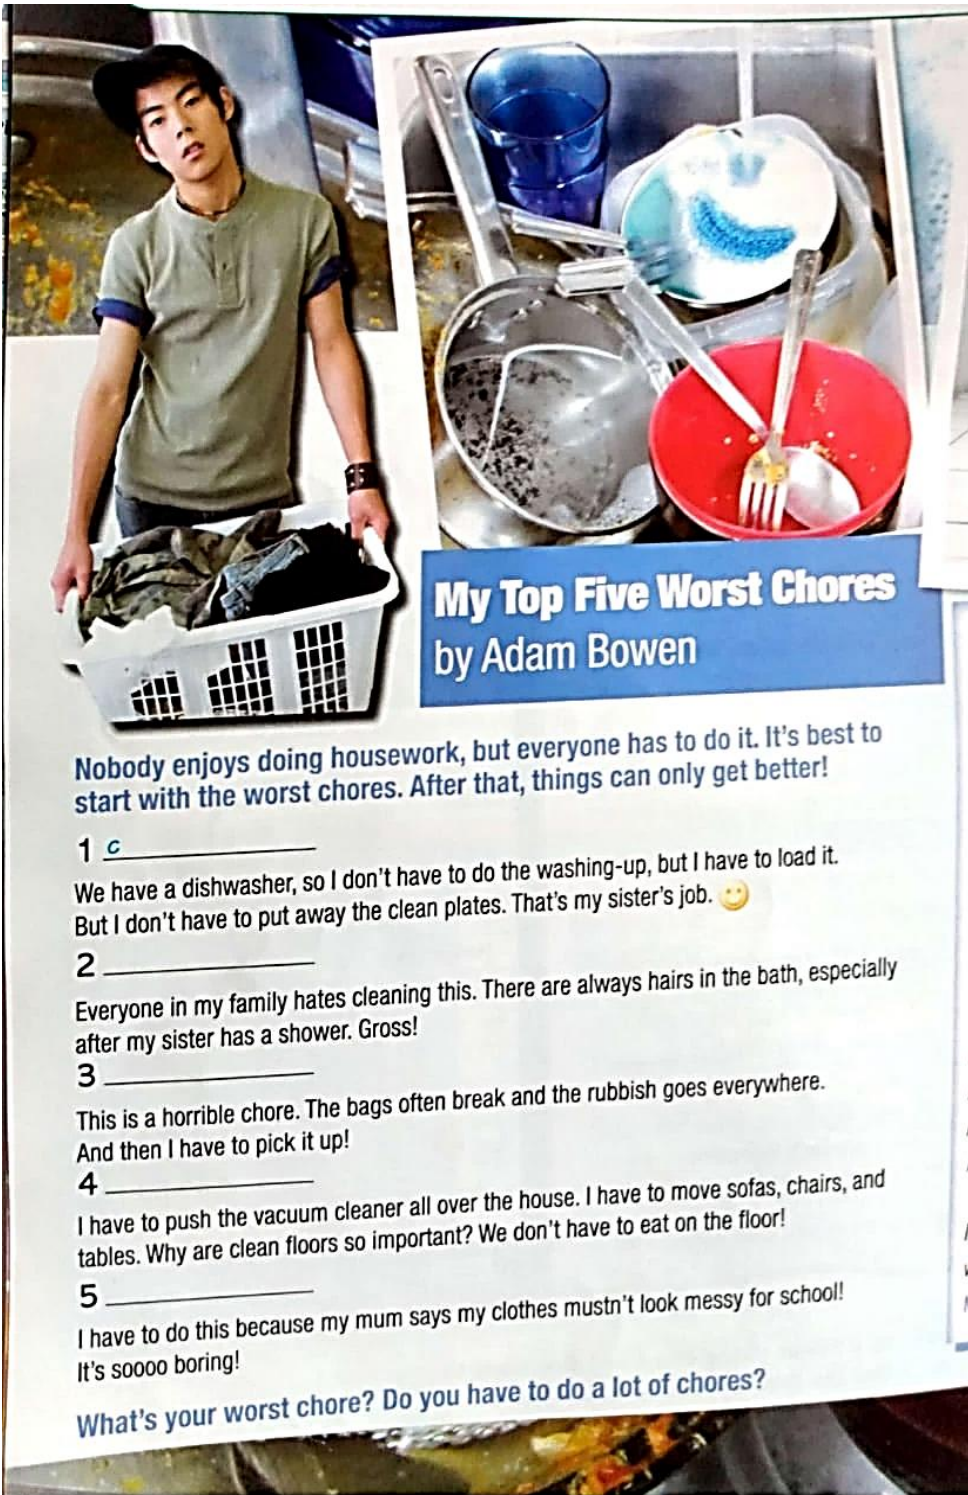 My Top Five Worst Chores
by Adam Bowen
Nobody enjoys doing housework, but everyone has to do it. It's best to
start with the worst chores. After that, things can only get better!
1 c
We have a dishwasher, so I don't have to do the washing-up, but I have to load it.
But I don't have to put away the clean plates. That's my sister's job. 🙂
2
Everyone in my family hates cleaning this. There are always hairs in the bath, especially
after my sister has a shower. Gross!
3
This is a horrible chore. The bags often break and the rubbish goes everywhere.
And then I have to pick it up!
4
I have to push the vacuum cleaner all over the house. I have to move sofas, chairs, and
tables. Why are clean floors so important? We don't have to eat on the floor!
5
I have to do this because my mum says my clothes mustn't look messy for school!
It's soooo boring!
What's your worst chore? Do you have to do a lot of chores?